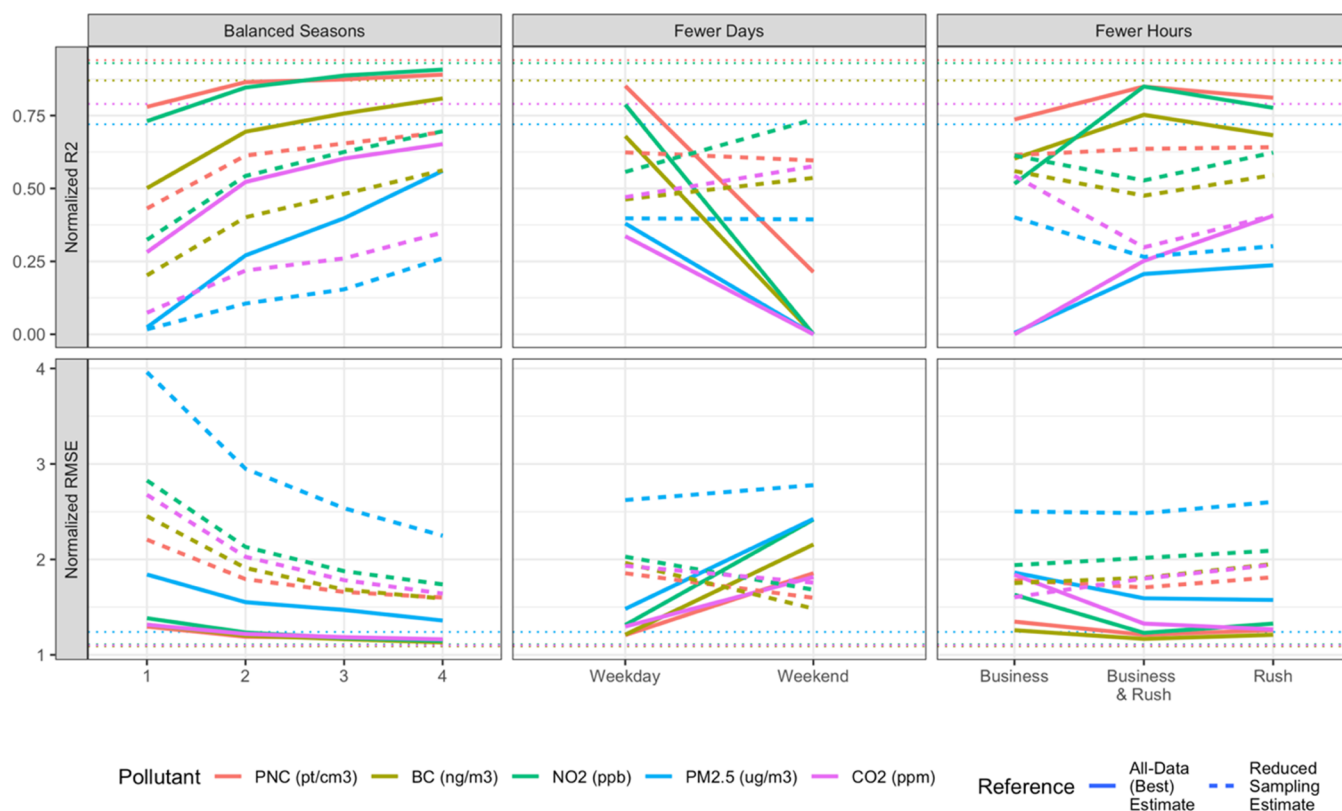 Balanced Seasons
Fewer Days
Fewer Hours
Normalized R2
0.75
0.50
0.25
0.00
Normalized RMSE
4
3
2
1
1 2 3 4
Weekday Weekend
Business Business
& Rush Rush
Pollutant PNC (pt/cm3) BC (ng/m3) NO2 (ppb) PM2.5 (ug/m3) CO2 (ppm)
Reference
All-Data
(Best)
Estimate
Reduced
Sampling
Estimate